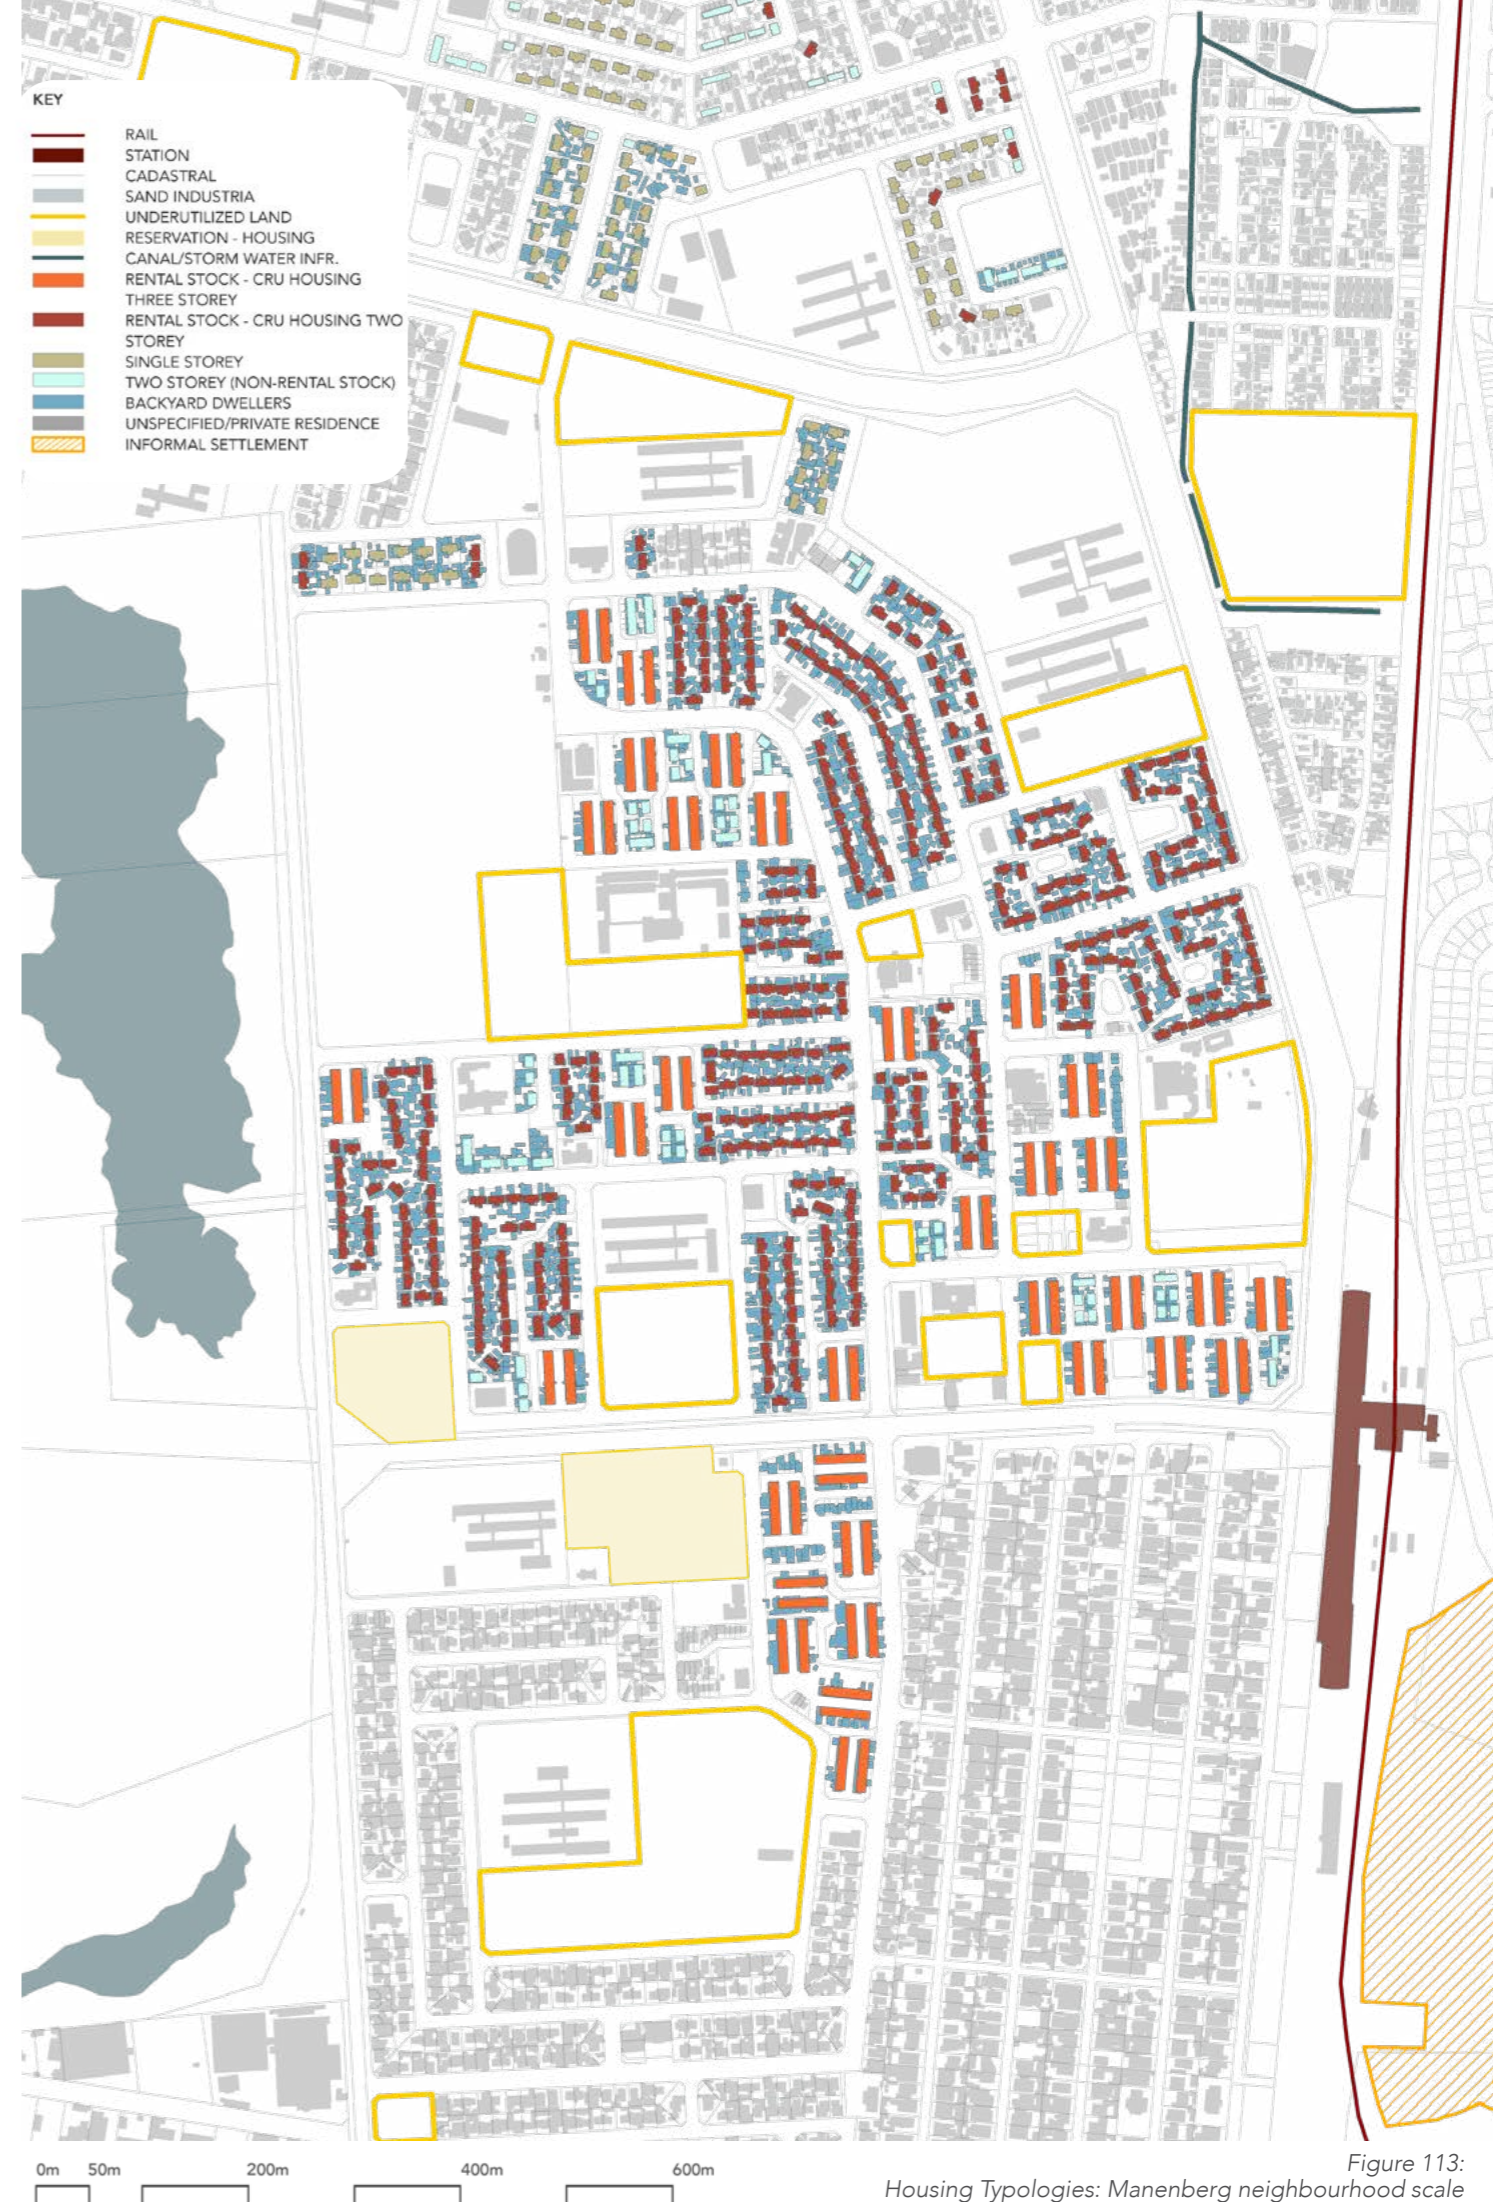 KEY
RAIL
STATION
CADASTRAL
SAND INDUSTRIA
UNDERUTILIZED LAND
RESERVATION - HOUSING
CANAL/STORM WATER INFR.
RENTAL STOCK - CRU HOUSING
THREE STOREY
RENTAL STOCK - CRU HOUSING TWO
STOREY
SINGLE STOREY
TWO STOREY (NON-RENTAL STOCK)
BACKYARD DWELLERS
UNSPECIFIED/PRIVATE RESIDENCE
INFORMAL SETTLEMENT
0m 50m 200m 400m 600m
Figure 113:
Housing Typologies: Manenberg neighbourhood scale